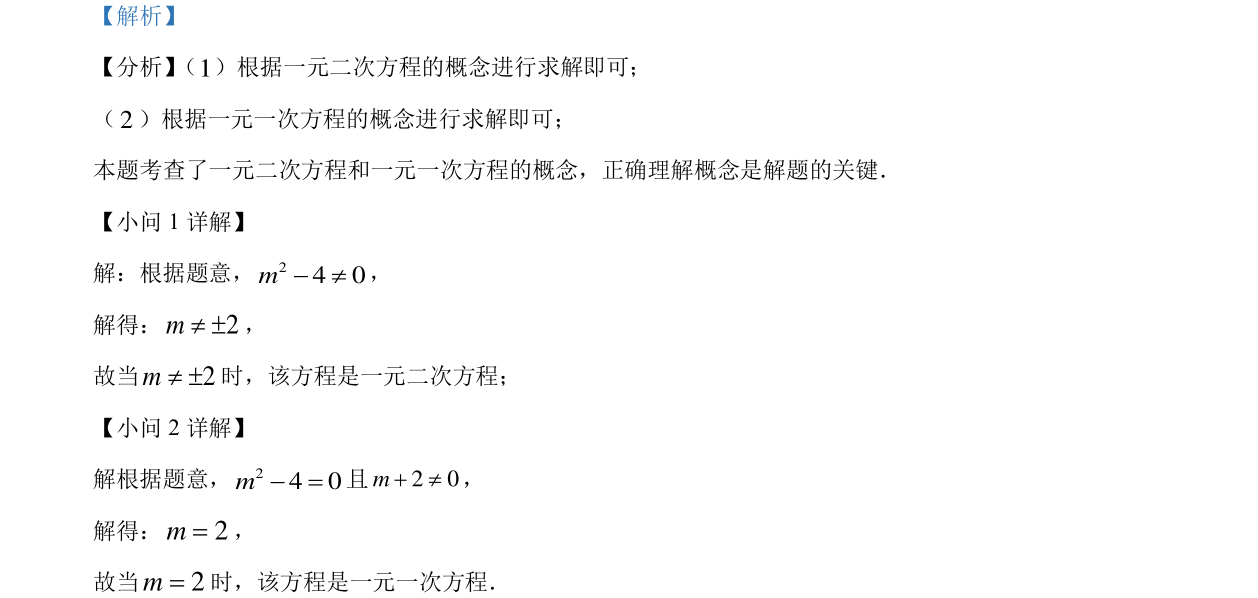 【解析】
【分析】（1）根据一元二次方程的概念进行求解即可；
（2）根据一元一次方程的概念进行求解即可；
本题考查了一元二次方程和一元一次方程的概念，正确理解概念是解题的关键．
【小问 1 详解】
解：根据题意， m² − 4 ≠ 0 ，
解得： m ≠ ±2 ，
故当 m ≠ ±2 时，该方程是一元二次方程；
【小问 2 详解】
解根据题意， m² − 4 = 0 且 m + 2 ≠ 0 ，
解得： m = 2 ，
故当 m = 2 时，该方程是一元一次方程．